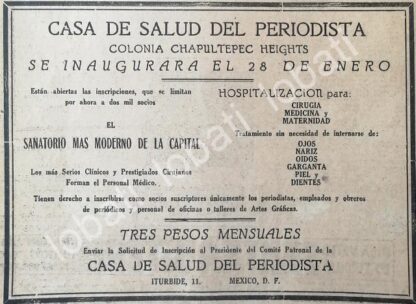 CASA DE SALUD DEL PERIODISTA
COLONIA CHAPULTEPEC HEIGHTS
SE INAUGURARA EL 28 DE ENERO
Están abiertas las inscripciones, que se limitan
por ahora a dos mil socios
EL
SANATORIO MAS MODERNO DE LA CAPITAL
Los más Serios Clínicos y Prestigiados Cirujanos
Forman el Personal Médico.
HOSPITALIZACION para:
CIRUGIA
MEDICINA y
MATERNIDAD
Tratamiento sin necesidad de internarse de:
OJOS
NARIZ
OIDOS
GARGANTA
PIEL y
DIENTES
Tienen derecho a inscribirse como socios suscriptores únicamente los periodistas, empleados y obreros
de periódicos y personal de oficinas o talleres de Artes Gráficas.
TRES PESOS MENSUALES
Enviar la Solicitud de Inscripción al Presidente del Comité Patronal de la
CASA DE SALUD DEL PERIODISTA
ITURBIDE, 11. MEXICO, D. F.
lobati lobati
lobati lobati